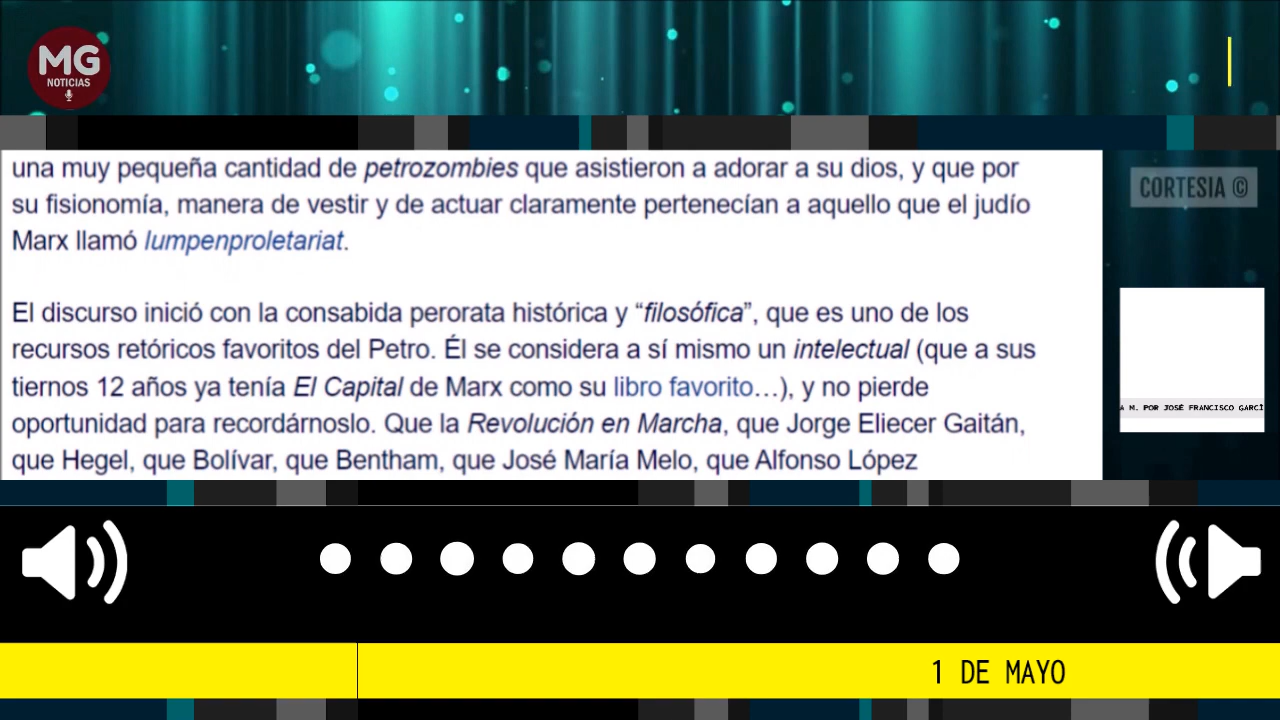 MG
NOTICIAS
una muy pequeña cantidad de petrozombies que asistieron a adorar a su dios, y que por
su fisionomía, manera de vestir y de actuar claramente pertenecían a aquello que el judío
Marx llamó lumpenproletariat.
El discurso inició con la consabida perorata histórica y “filosófica”, que es uno de los
recursos retóricos favoritos del Petro. Él se considera a sí mismo un intelectual (que a sus
tiernos 12 años ya tenía El Capital de Marx como su libro favorito…), y no pierde
oportunidad para recordárnoslo. Que la Revolución en Marcha, que Jorge Eliecer Gaitán,
que Hegel, que Bolívar, que Bentham, que José María Melo, que Alfonso López
CORTESIA ©
A M. POR JOSÉ FRANCISCO GARCÍ
1 DE MAYO